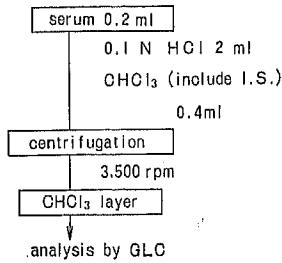 serum 0.2 ml
0.1 N HCl 2 ml
CHCl₃ (include I.S.)
0.4ml
centrifugation
3,500 rpm
CHCl₃ layer
analysis by GLC